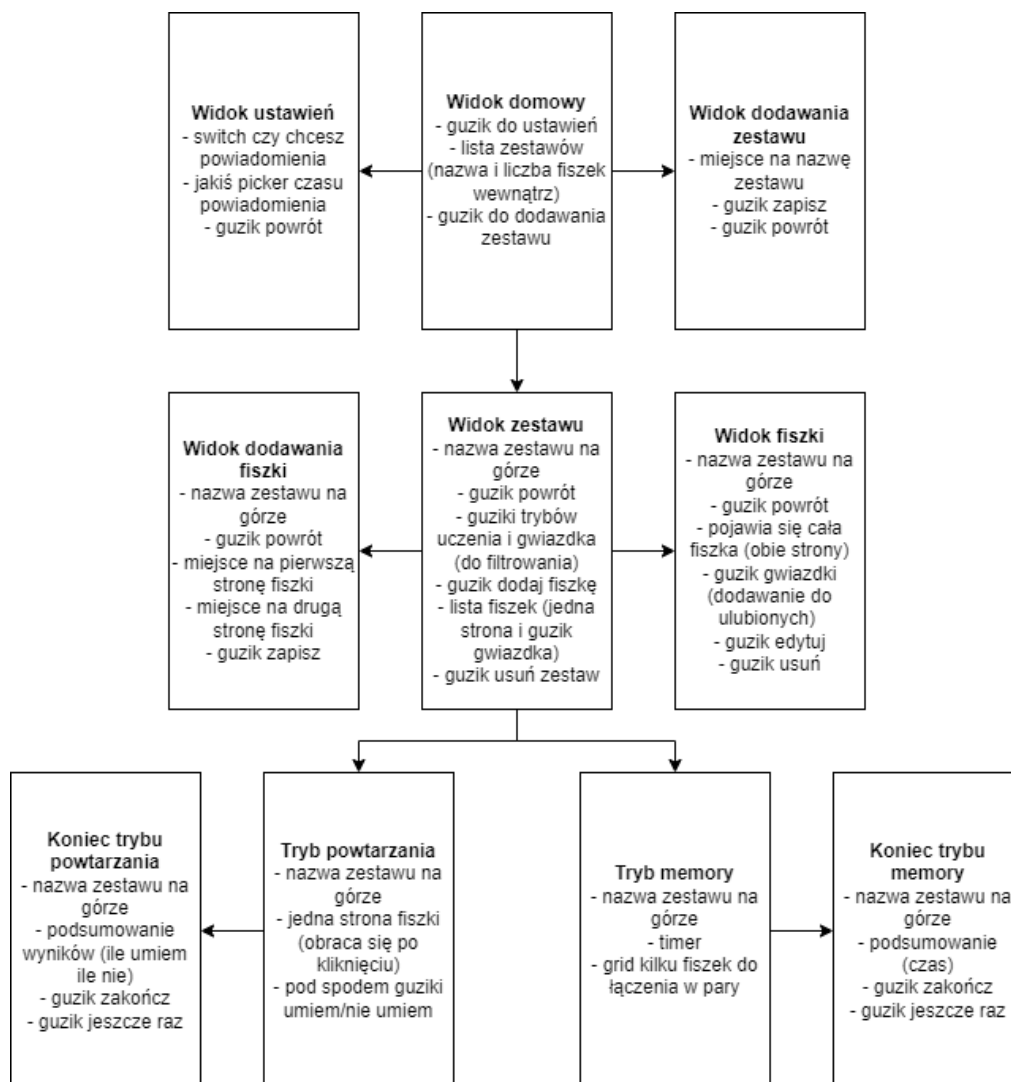 Widok ustawień
- switch czy chcesz
powiadomienia
- jakiś picker czasu
powiadomienia
- guzik powrót
Widok domowy
- guzik do ustawień
- lista zestawów
(nazwa i liczba fiszek
wewnątrz)
- guzik do dodawania
zestawu
Widok dodawania
zestawu
- miejsce na nazwę
zestawu
- guzik zapisz
- guzik powrót
Widok dodawania
fiszki
- nazwa zestawu na
górze
- guzik powrót
- miejsce na pierwszą
stronę fiszki
- miejsce na drugą
stronę fiszki
- guzik zapisz
Widok zestawu
- nazwa zestawu na
górze
- guzik powrót
- guziki trybów
uczenia i gwiazdka
(do filtrowania)
- guzik dodaj fiszkę
- lista fiszek (jedna
strona i guzik
gwiazdka)
- guzik usuń zestaw
Widok fiszki
- nazwa zestawu na
górze
- guzik powrót
- pojawia się cała
fiszka (obie strony)
- guzik gwiazdki
(dodawanie do
ulubionych)
- guzik edytuj
- guzik usuń
Koniec trybu
powtarzania
- nazwa zestawu na
górze
- podsumowanie
wyników (ile umiem
ile nie)
- guzik zakończ
- guzik jeszcze raz
Tryb powtarzania
- nazwa zestawu na
górze
- jedna strona fiszki
(obraca się po
kliknięciu)
- pod spodem guziki
umiem/nie umiem
Tryb memory
- nazwa zestawu na
górze
- timer
- grid kilku fiszek do
łączenia w pary
Koniec trybu
memory
- nazwa zestawu na
górze
- podsumowanie
(czas)
- guzik zakończ
- guzik jeszcze raz